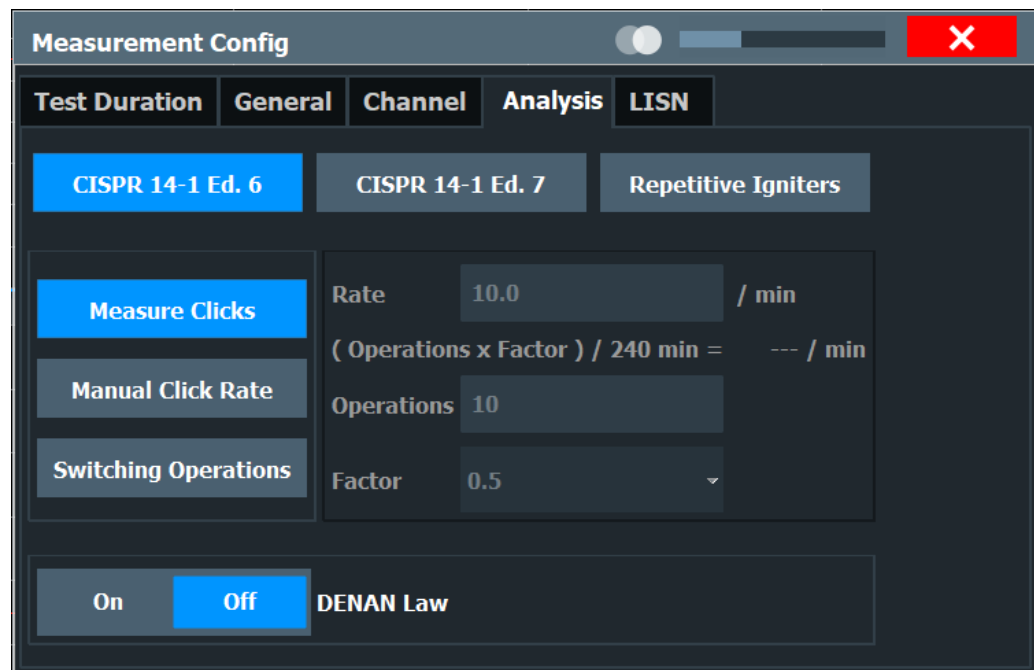 Measurement Config
Test Duration General Channel Analysis LISN
CISPR 14-1 Ed. 6 CISPR 14-1 Ed. 7 Repetitive Igniters
Measure Clicks
Manual Click Rate
Switching Operations
Rate 10.0 / min
( Operations x Factor ) / 240 min = --- / min
Operations 10
Factor 0.5
On Off DENAN Law